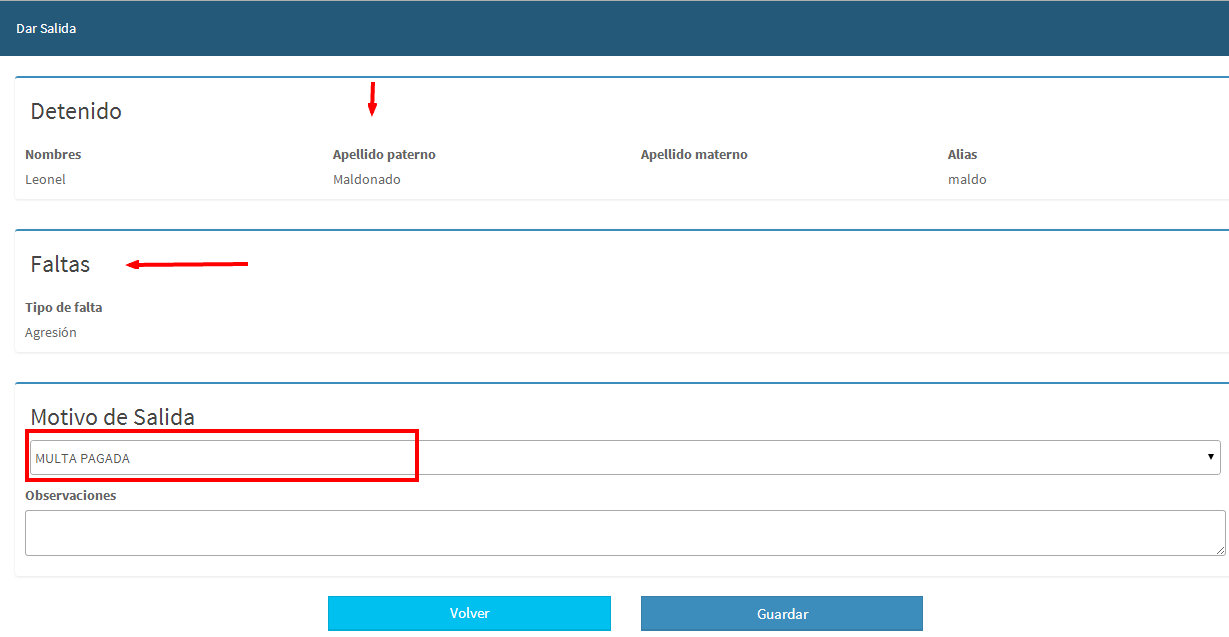 Dar Salida
Detenido
Nombres Apellido paterno Apellido materno Alias
Leonel Maldonado maldo
Faltas
Tipo de falta
Agresión
Motivo de Salida
MULTA PAGADA
Observaciones
Volver Guardar